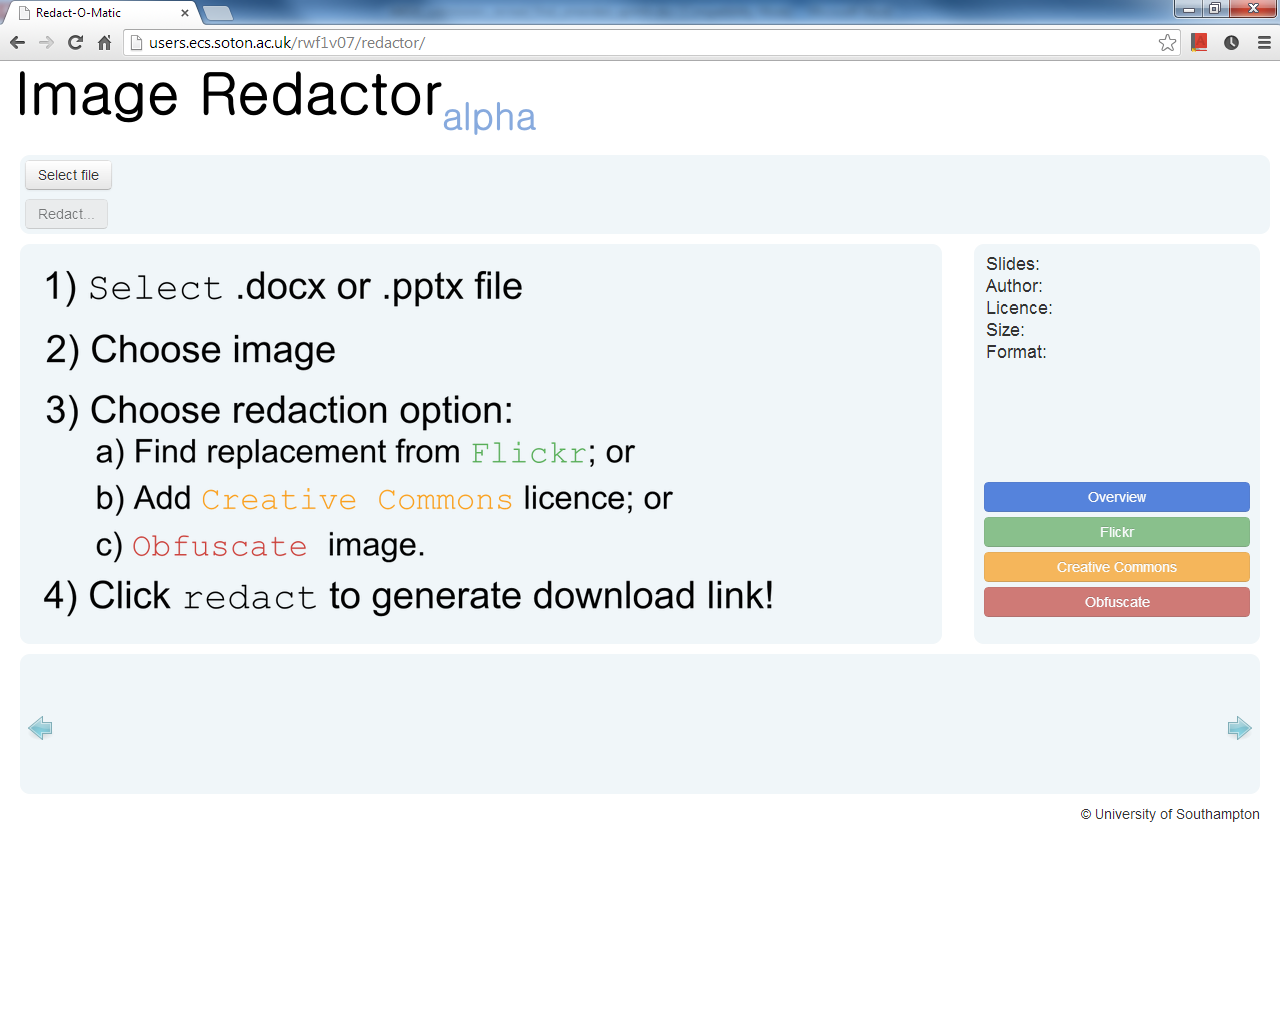 Redact-O-Matic
users.ecs.soton.ac.uk/rwf1v07/redactor/
Image Redactor alpha
Select file
Redact...
1) Select .docx or .pptx file
2) Choose image
3) Choose redaction option:
a) Find replacement from Flickr; or
b) Add Creative Commons licence; or
c) Obfuscate image.
4) Click redact to generate download link!
Slides:
Author:
Licence:
Size:
Format:
Overview
Flickr
Creative Commons
Obfuscate
© University of Southampton